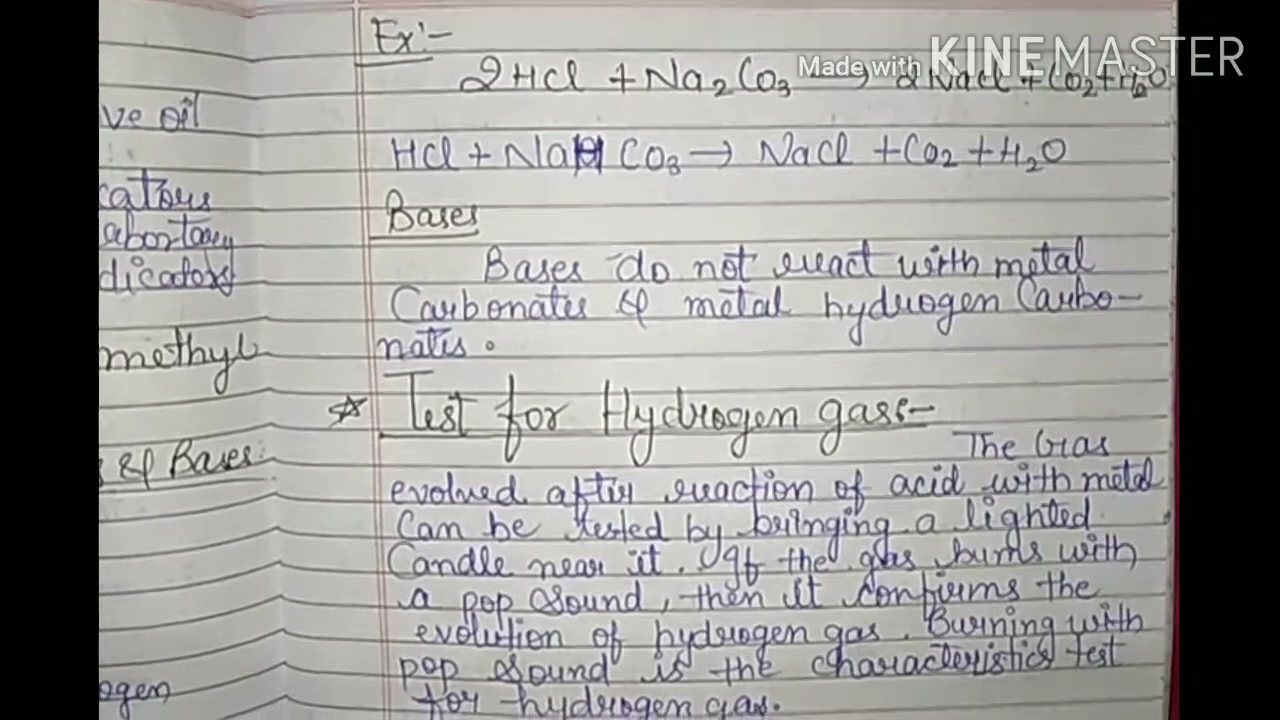 Ex:-
Made with KINEMASTER
2HCl + Na2CO3 → 2NaCl + CO2 + H2O
HCl + NaHCO3 → NaCl + CO2 + H2O
Bases
Bases do not react with metal
Carbonates & metal hydrogen Carbo-
nates.
Test for Hydrogen gas:-
The Gas
evolved after reaction of acid with metal
Can be tested by bringing a lighted
Candle near it. If the gas burns with
a pop sound, then it confirms the
evolution of hydrogen gas. Burning with
pop sound is the characteristics test
for hydrogen gas.
ve oil
cators
abortary
dicators
methyl
& Bases:
ogen